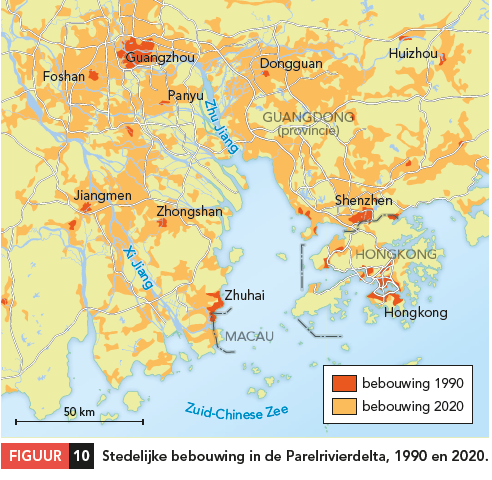 Guangzhou
Huizhou
Foshan
Dongguan
Panyu
Zhu Jiang
GUANGDONG
(provincie)
Jiangmen
Shenzhen
Zhongshan
Xi Jiang
HONGKONG
Zhuhai
Hongkong
MACAU
bebouwing 1990
bebouwing 2020
50 km
Zuid-Chinese Zee
FIGUUR 10 Stedelijke bebouwing in de Parelrivierdelta, 1990 en 2020.